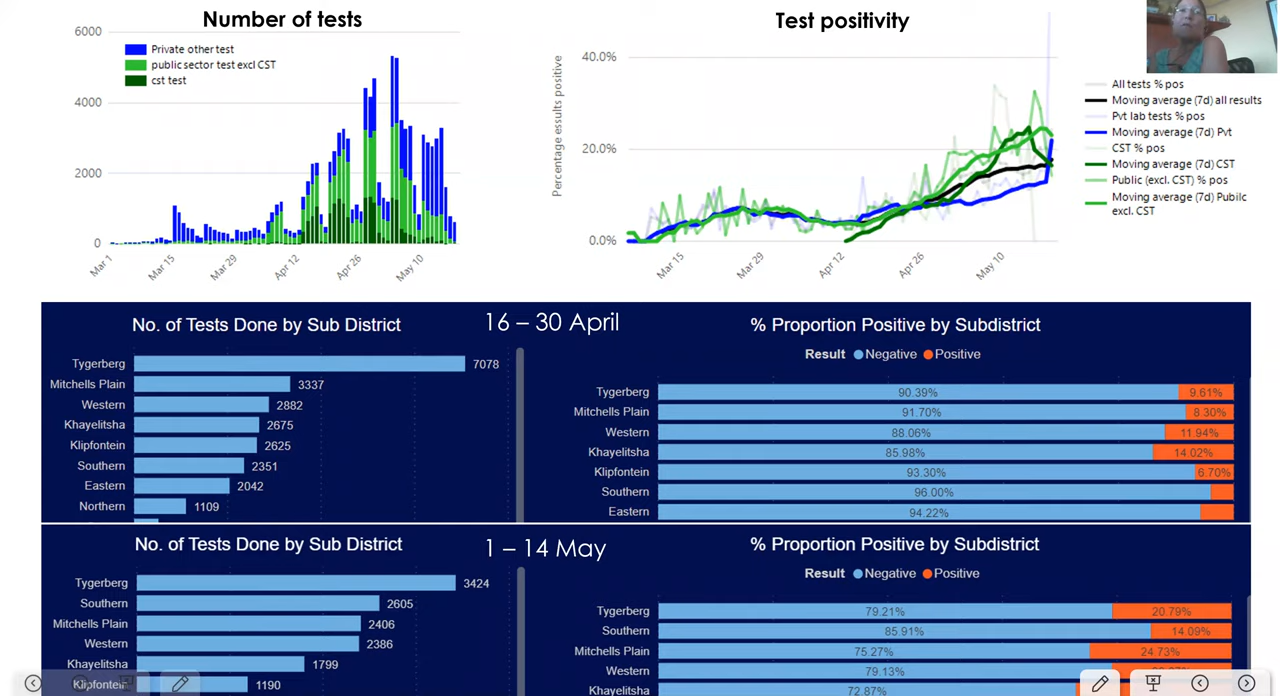 Number of tests
6000
4000
2000
0
Private other test
public sector test excl CST
cst test
Mar 1
Mar 15
Mar 29
Apr 12
Apr 26
May 10
Test positivity
Percentage esults positive
40.0%
20.0%
0.0%
Mar 15
Mar 29
Apr 12
Apr 26
May 10
All tests % pos
Moving average (7d) all results
Pvt lab tests % pos
Moving average (7d) Pvt
CST % pos
Moving average (7d) CST
Public (excl. CST) % pos
Moving average (7d) Pubilc
excl. CST
No. of Tests Done by Sub District
16 – 30 April
Tygerberg 7078
Mitchells Plain 3337
Western 2882
Khayelitsha 2675
Klipfontein 2625
Southern 2351
Eastern 2042
Northern 1109
% Proportion Positive by Subdistrict
Result Negative Positive
Tygerberg 90.39% 9.61%
Mitchells Plain 91.70% 8.30%
Western 88.06% 11.94%
Khayelitsha 85.98% 14.02%
Klipfontein 93.30% 6.70%
Southern 96.00%
Eastern 94.22%
No. of Tests Done by Sub District
1 – 14 May
Tygerberg 3424
Southern 2605
Mitchells Plain 2406
Western 2386
Khayelitsha 1799
Klipfontein 1190
% Proportion Positive by Subdistrict
Result Negative Positive
Tygerberg 79.21% 20.79%
Southern 85.91% 14.09%
Mitchells Plain 75.27% 24.73%
Western 79.13%
Khayelitsha 72.87%